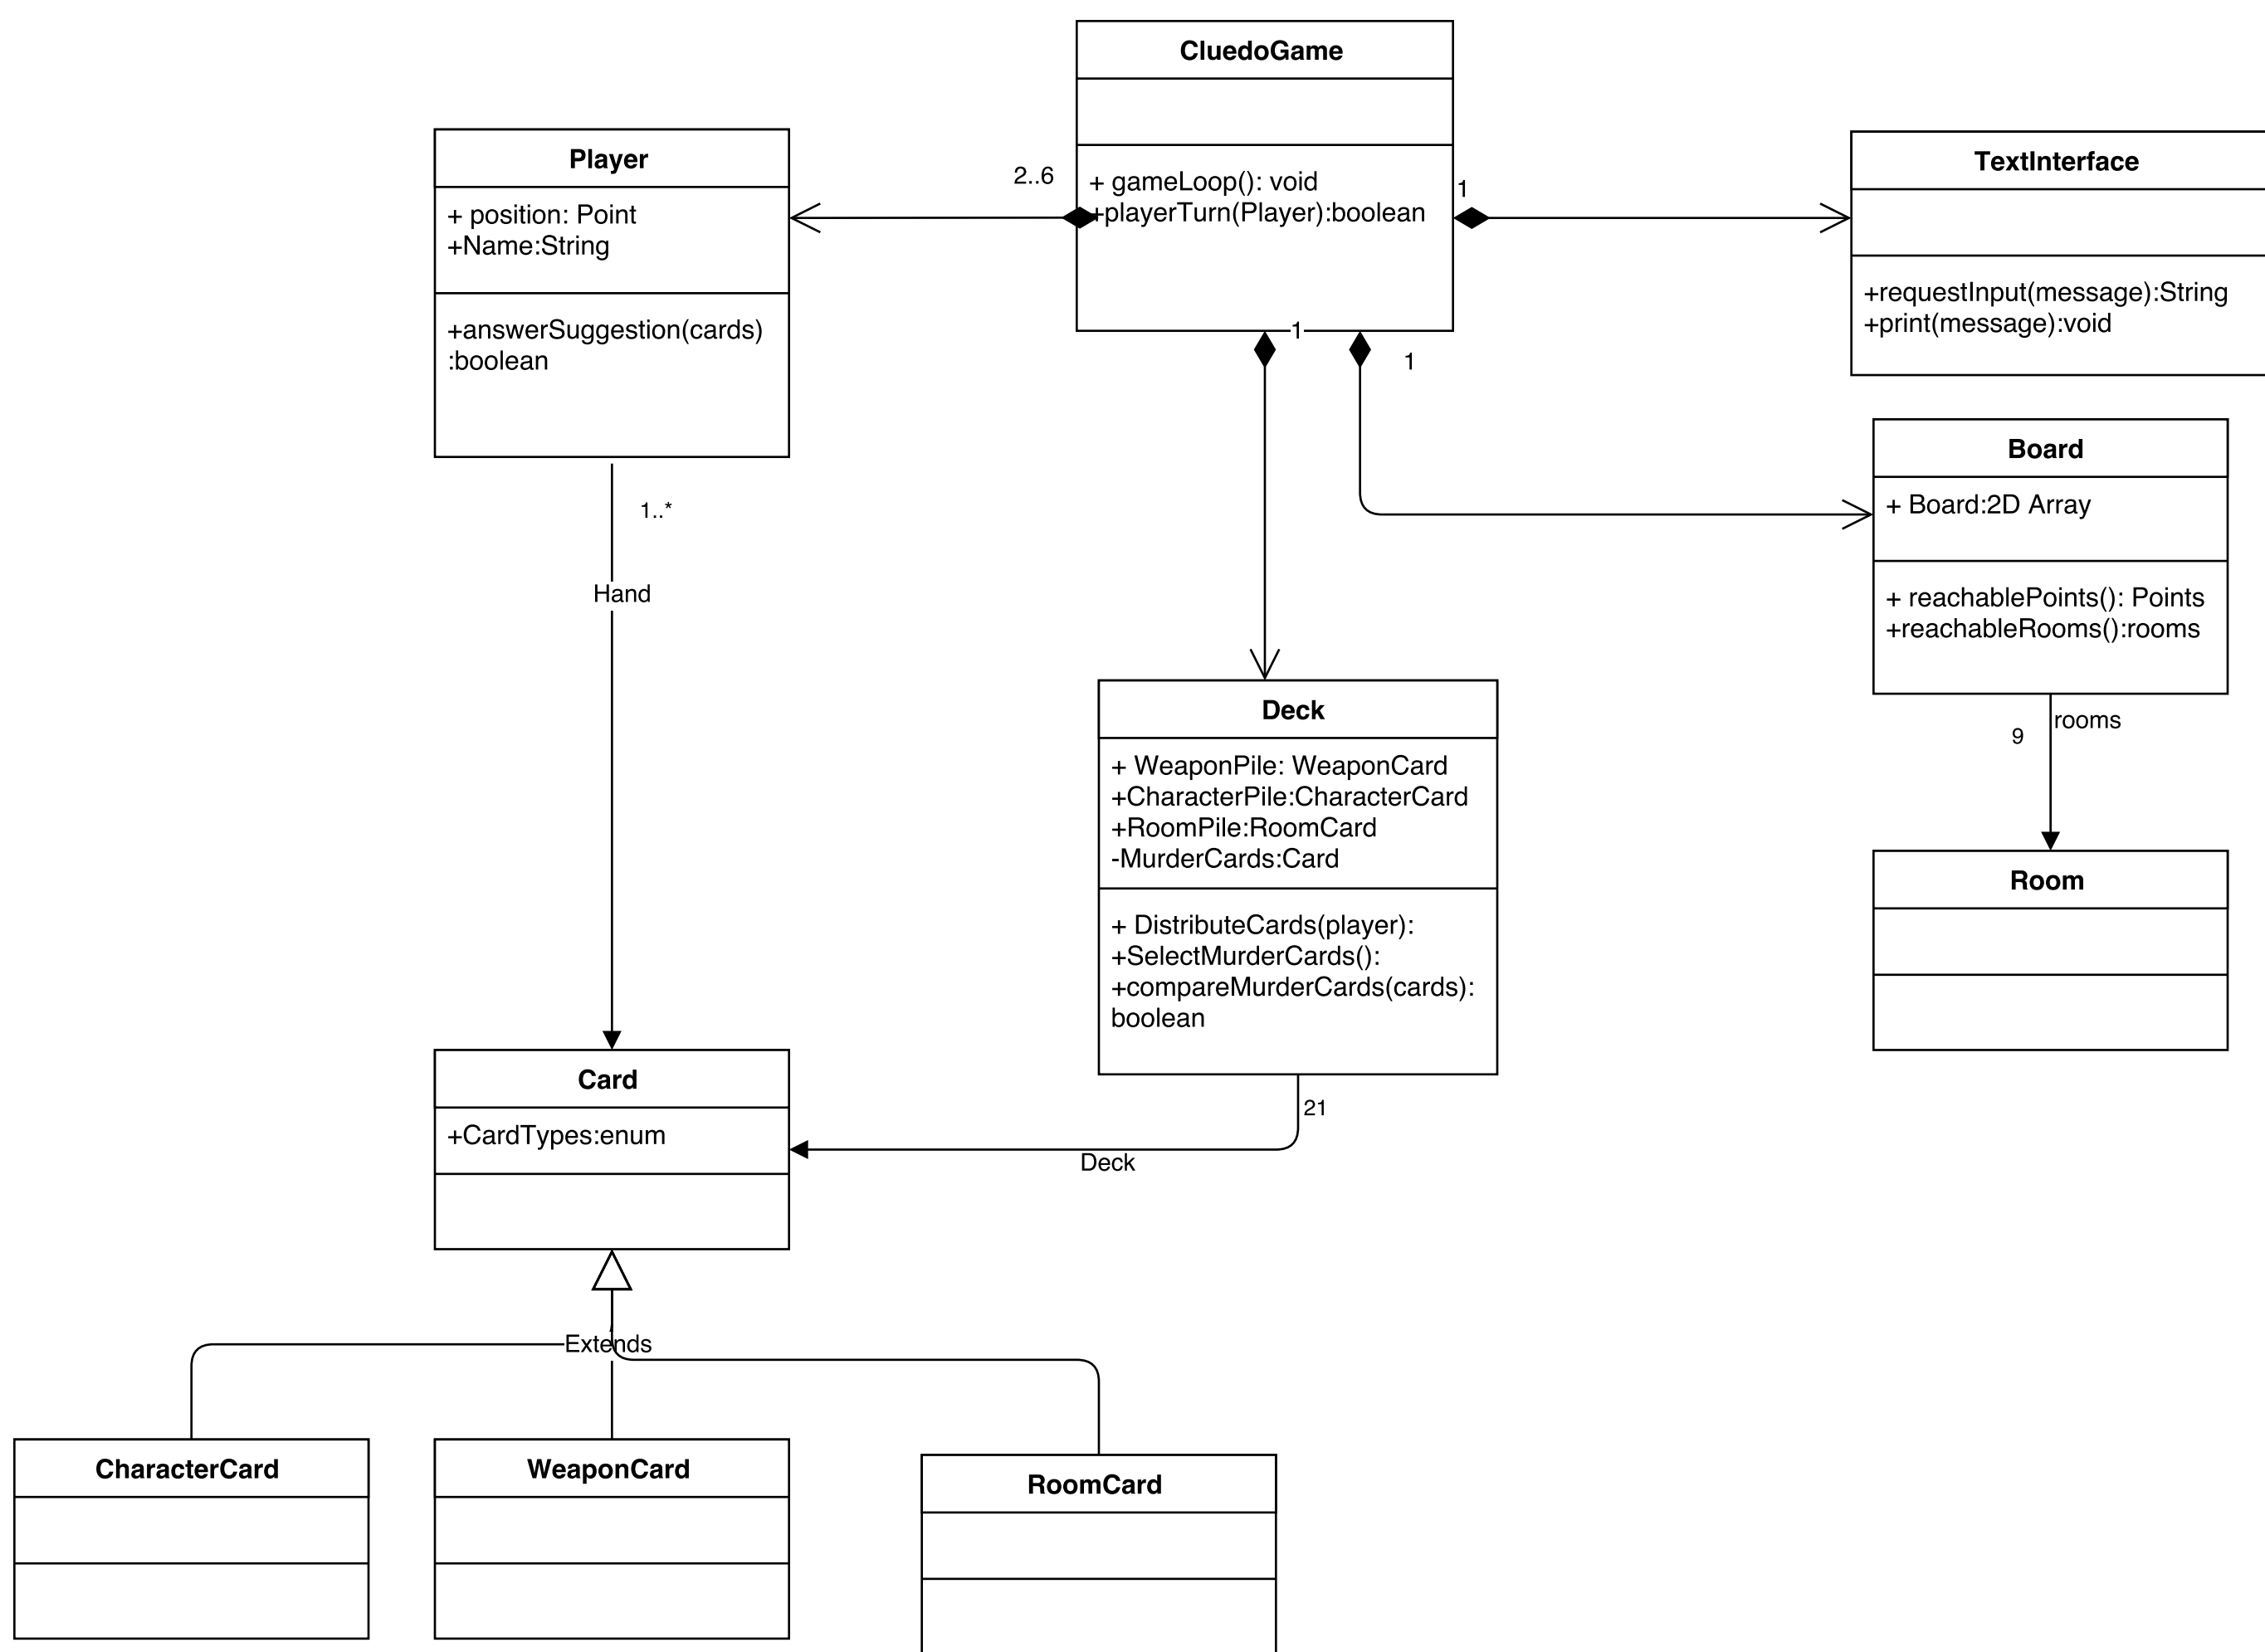 CluedoGame
+ gameLoop(): void
+playerTurn(Player):boolean
Player
+ position: Point
+Name:String
+answerSuggestion(cards)
:boolean
2..6
1
TextInterface
+requestInput(message):String
+print(message):void
1
1
Board
+ Board:2D Array
+ reachablePoints(): Points
+reachableRooms():rooms
1..*
Hand
Deck
+ WeaponPile: WeaponCard
+CharacterPile:CharacterCard
+RoomPile:RoomCard
-MurderCards:Card
+ DistributeCards(player):
+SelectMurderCards():
+compareMurderCards(cards):
boolean
rooms
9
Room
Card
+CardTypes:enum
21
Deck
Extends
CharacterCard
WeaponCard
RoomCard